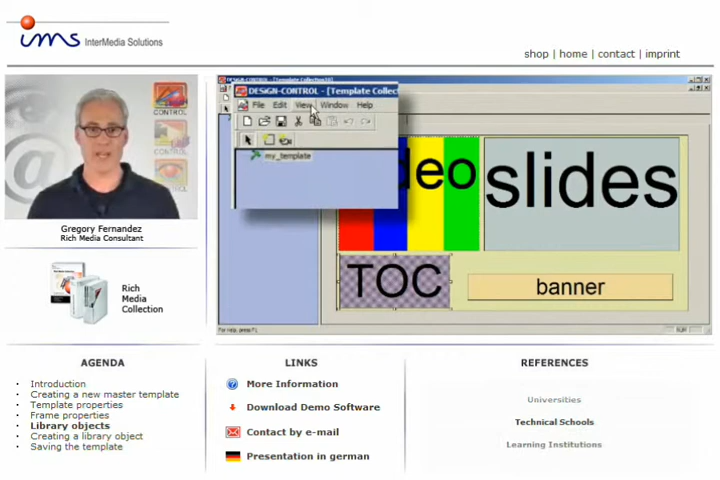 ims InterMedia Solutions
shop | home | contact | imprint
CONTROL
Gregory Fernandez
Rich Media Consultant
Rich
Media
Collection
DESIGN-CONTROL - [Template Collec
File Edit View Window Help
my_template
deo
slides
TOC
banner
For help, press F1
NUM
AGENDA
· Introduction
· Creating a new master template
· Template properties
· Frame properties
· Library objects
· Creating a library object
· Saving the template
LINKS
More Information
Download Demo Software
Contact by e-mail
Presentation in german
REFERENCES
Universities
Technical Schools
Learning Institutions